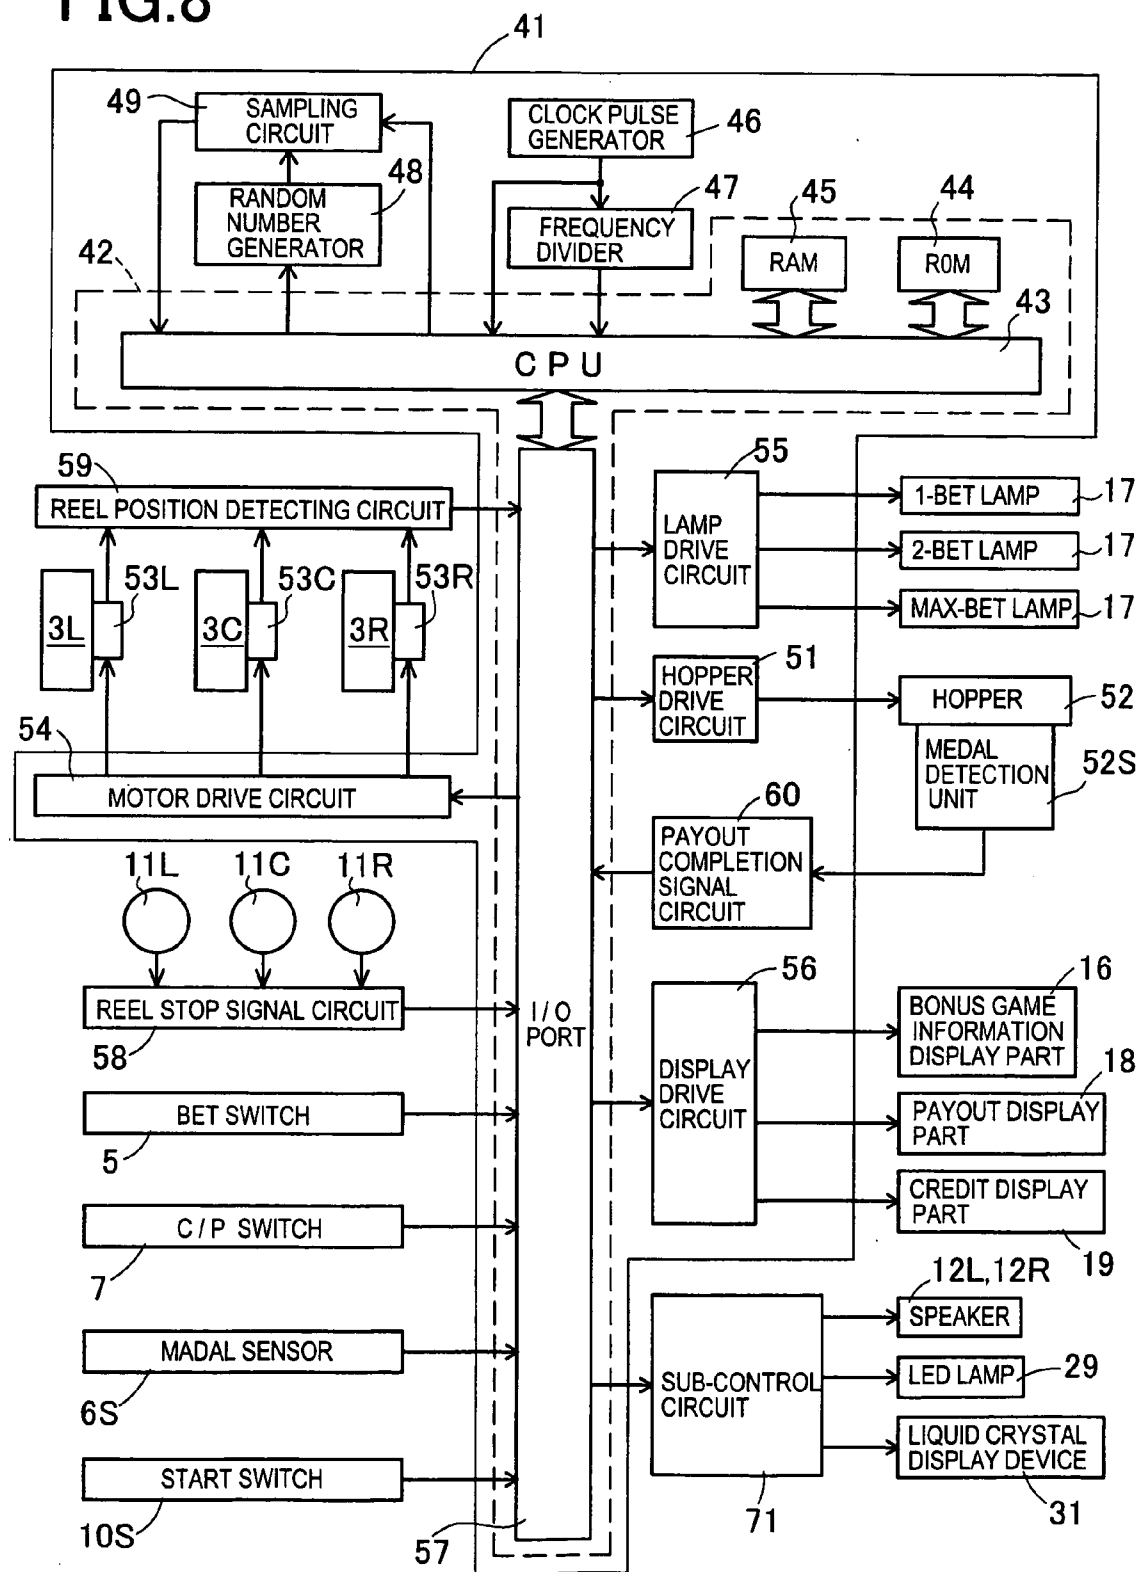 FIG.8
41
49
SAMPLING
CIRCUIT
CLOCK PULSE
GENERATOR
46
48
RANDOM
NUMBER
GENERATOR
47
FREQUENCY
DIVIDER
45
RAM
44
R0M
42
43
CPU
59
REEL POSITION DETECTING CIRCUIT
55
LAMP
DRIVE
CIRCUIT
1-BET LAMP
17
2-BET LAMP
17
MAX-BET LAMP
17
3L
53L
3C
53C
3R
53R
51
HOPPER
DRIVE
CIRCUIT
HOPPER
52
MEDAL
DETECTION
UNIT
52S
54
MOTOR DRIVE CIRCUIT
60
PAYOUT
COMPLETION
SIGNAL
CIRCUIT
11L
11C
11R
REEL STOP SIGNAL CIRCUIT
58
I/O
PORT
56
DISPLAY
DRIVE
CIRCUIT
16
BONUS GAME
INFORMATION
DISPLAY PART
18
PAYOUT DISPLAY
PART
CREDIT DISPLAY
PART
19
BET SWITCH
5
C/P SWITCH
7
MADAL SENSOR
6S
START SWITCH
10S
57
SUB-CONTROL
CIRCUIT
71
12L,12R
SPEAKER
LED LAMP
29
LIQUID CRYSTAL
DISPLAY DEVICE
31